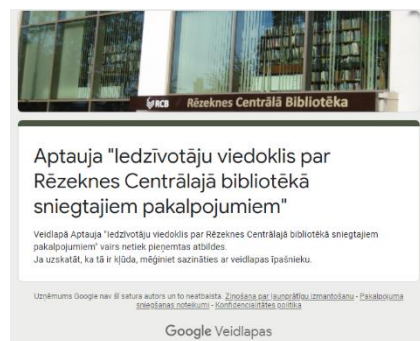 RCB Rēzeknes Centrālā Bibliotēka
Aptauja "Iedzīvotāju viedoklis par
Rēzeknes Centrālajā bibliotēkā
sniegtajiem pakalpojumiem"
Veidlapā Aptauja "Iedzīvotāju viedoklis par Rēzeknes Centrālajā bibliotēkā sniegtajiem
pakalpojumiem" vairs netiek pieņemtas atbildes.
Ja uzskatāt, ka tā ir kļūda, mēģiniet sazināties ar veidlapas īpašnieku.
Uzņēmums Google nav šī satura autors un to neatbalsta. Ziņošana par ļaunprātīgu izmantošanu - Pakalpojuma
sniegšanas noteikumi - Konfidencialitātes politika
Google Veidlapas